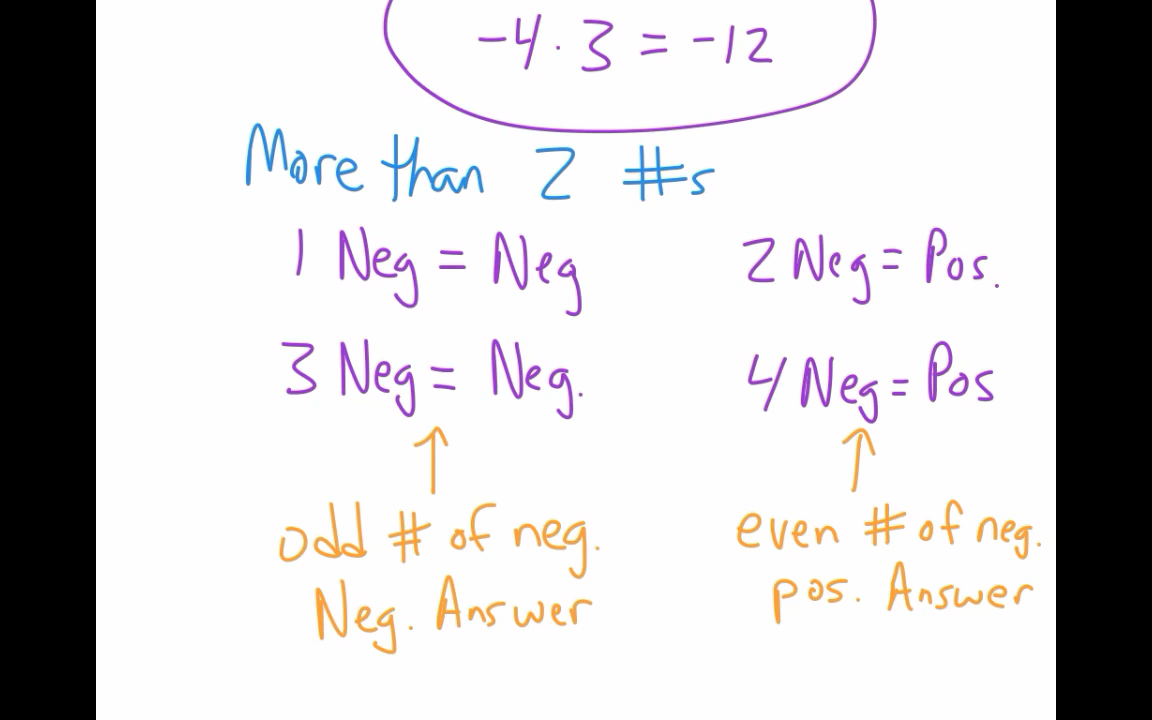 -4 · 3 = -12
More than 2 #s
1 Neg = Neg
2 Neg = Pos.
3 Neg = Neg.
4 Neg = Pos
odd # of neg.
Neg. Answer
even # of neg.
pos. Answer